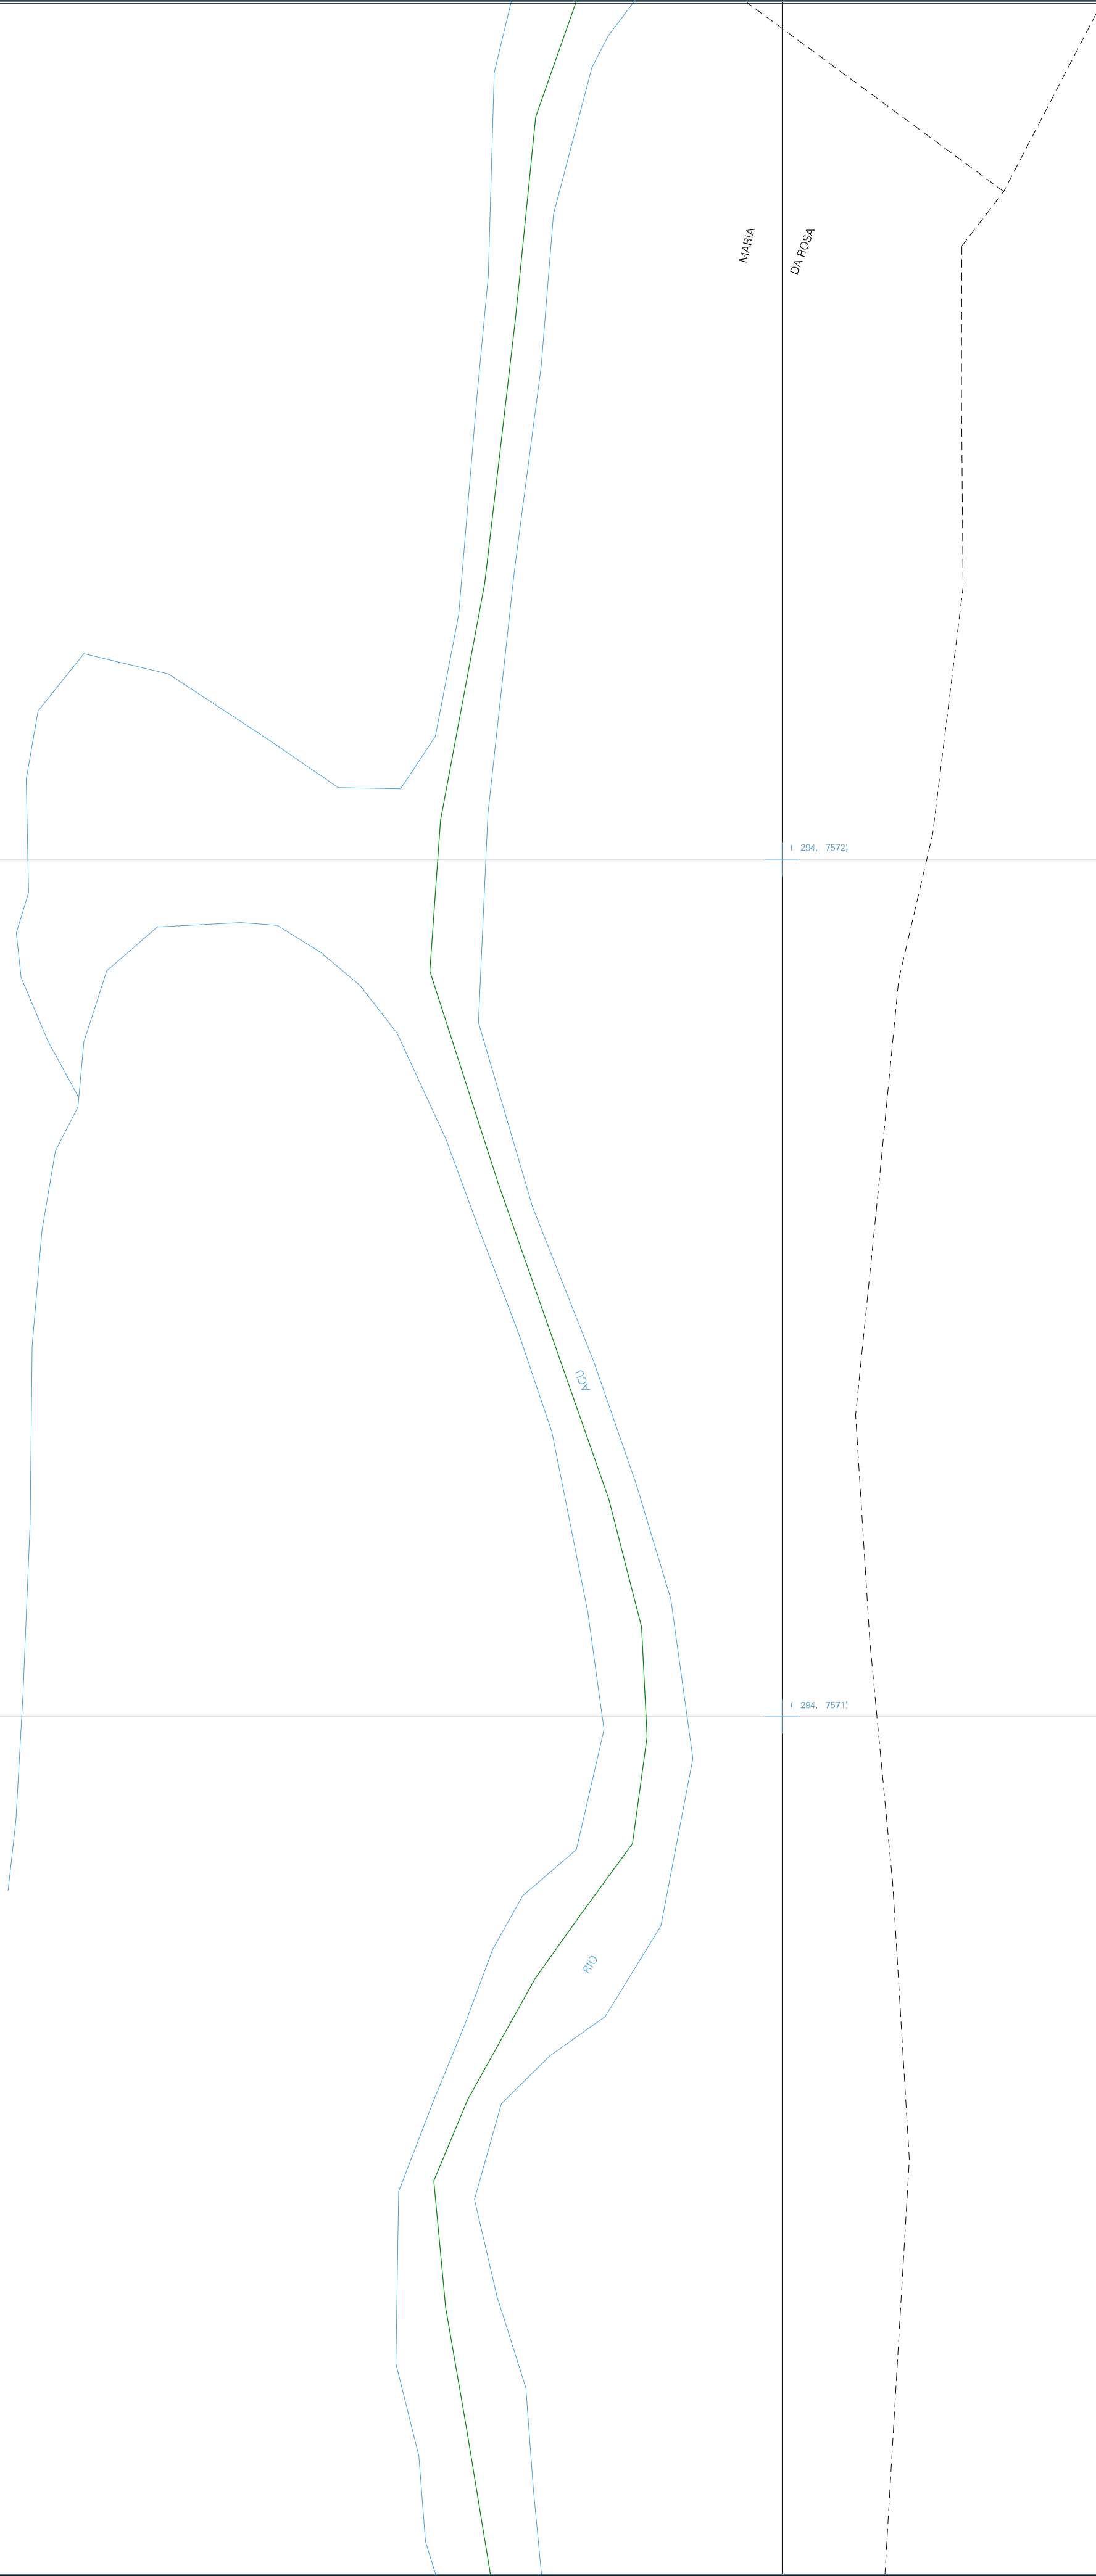 MARIA
DA ROSA
( 294, 7572)
ACU
( 294, 7571)
RIO